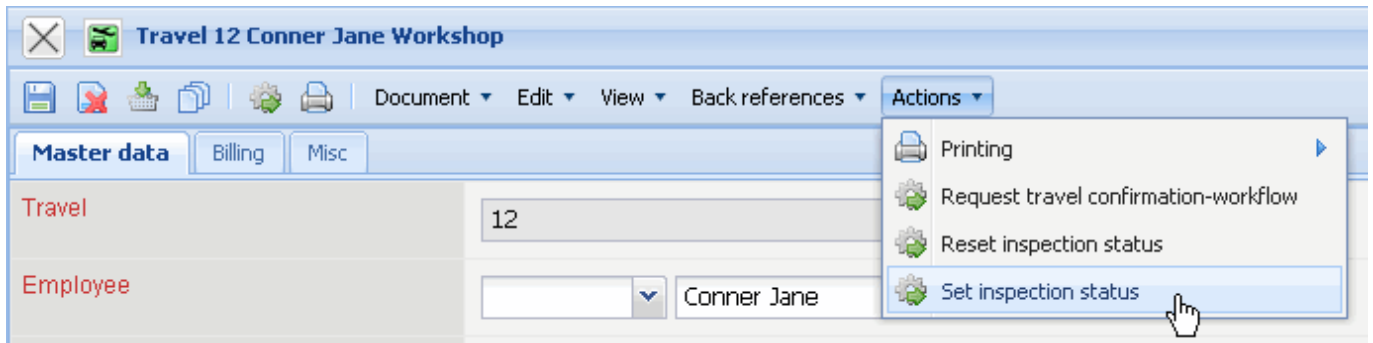 Travel 12 Conner Jane Workshop
Document Edit View Back references Actions
Master data Billing Misc
Printing
Request travel confirmation-workflow
Reset inspection status
Set inspection status
Travel 12
Employee Conner Jane